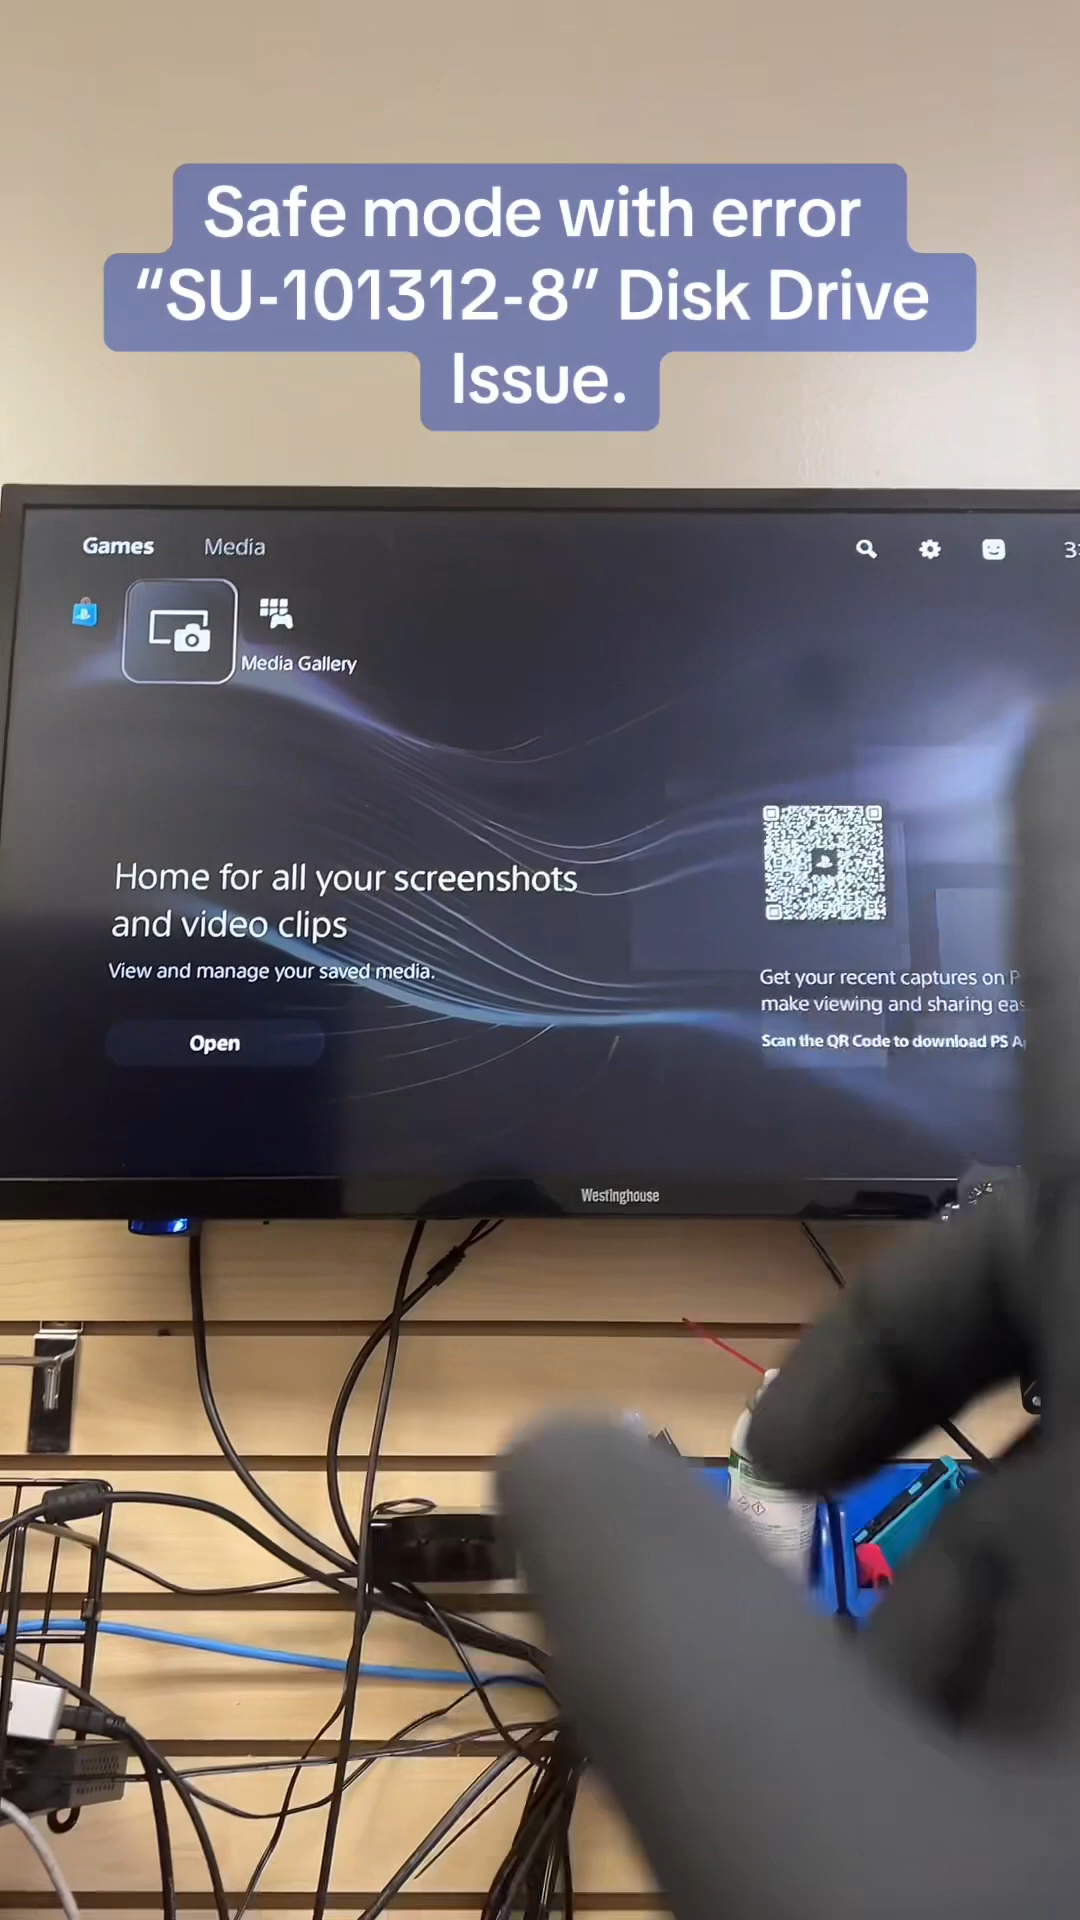 Safe mode with error
“SU-101312-8” Disk Drive
Issue.
Games Media
Media Gallery
Home for all your screenshots
and video clips
View and manage your saved media.
Open
Get your recent captures on
make viewing and sharing
Scan the QR Code to download PS
Westinghouse